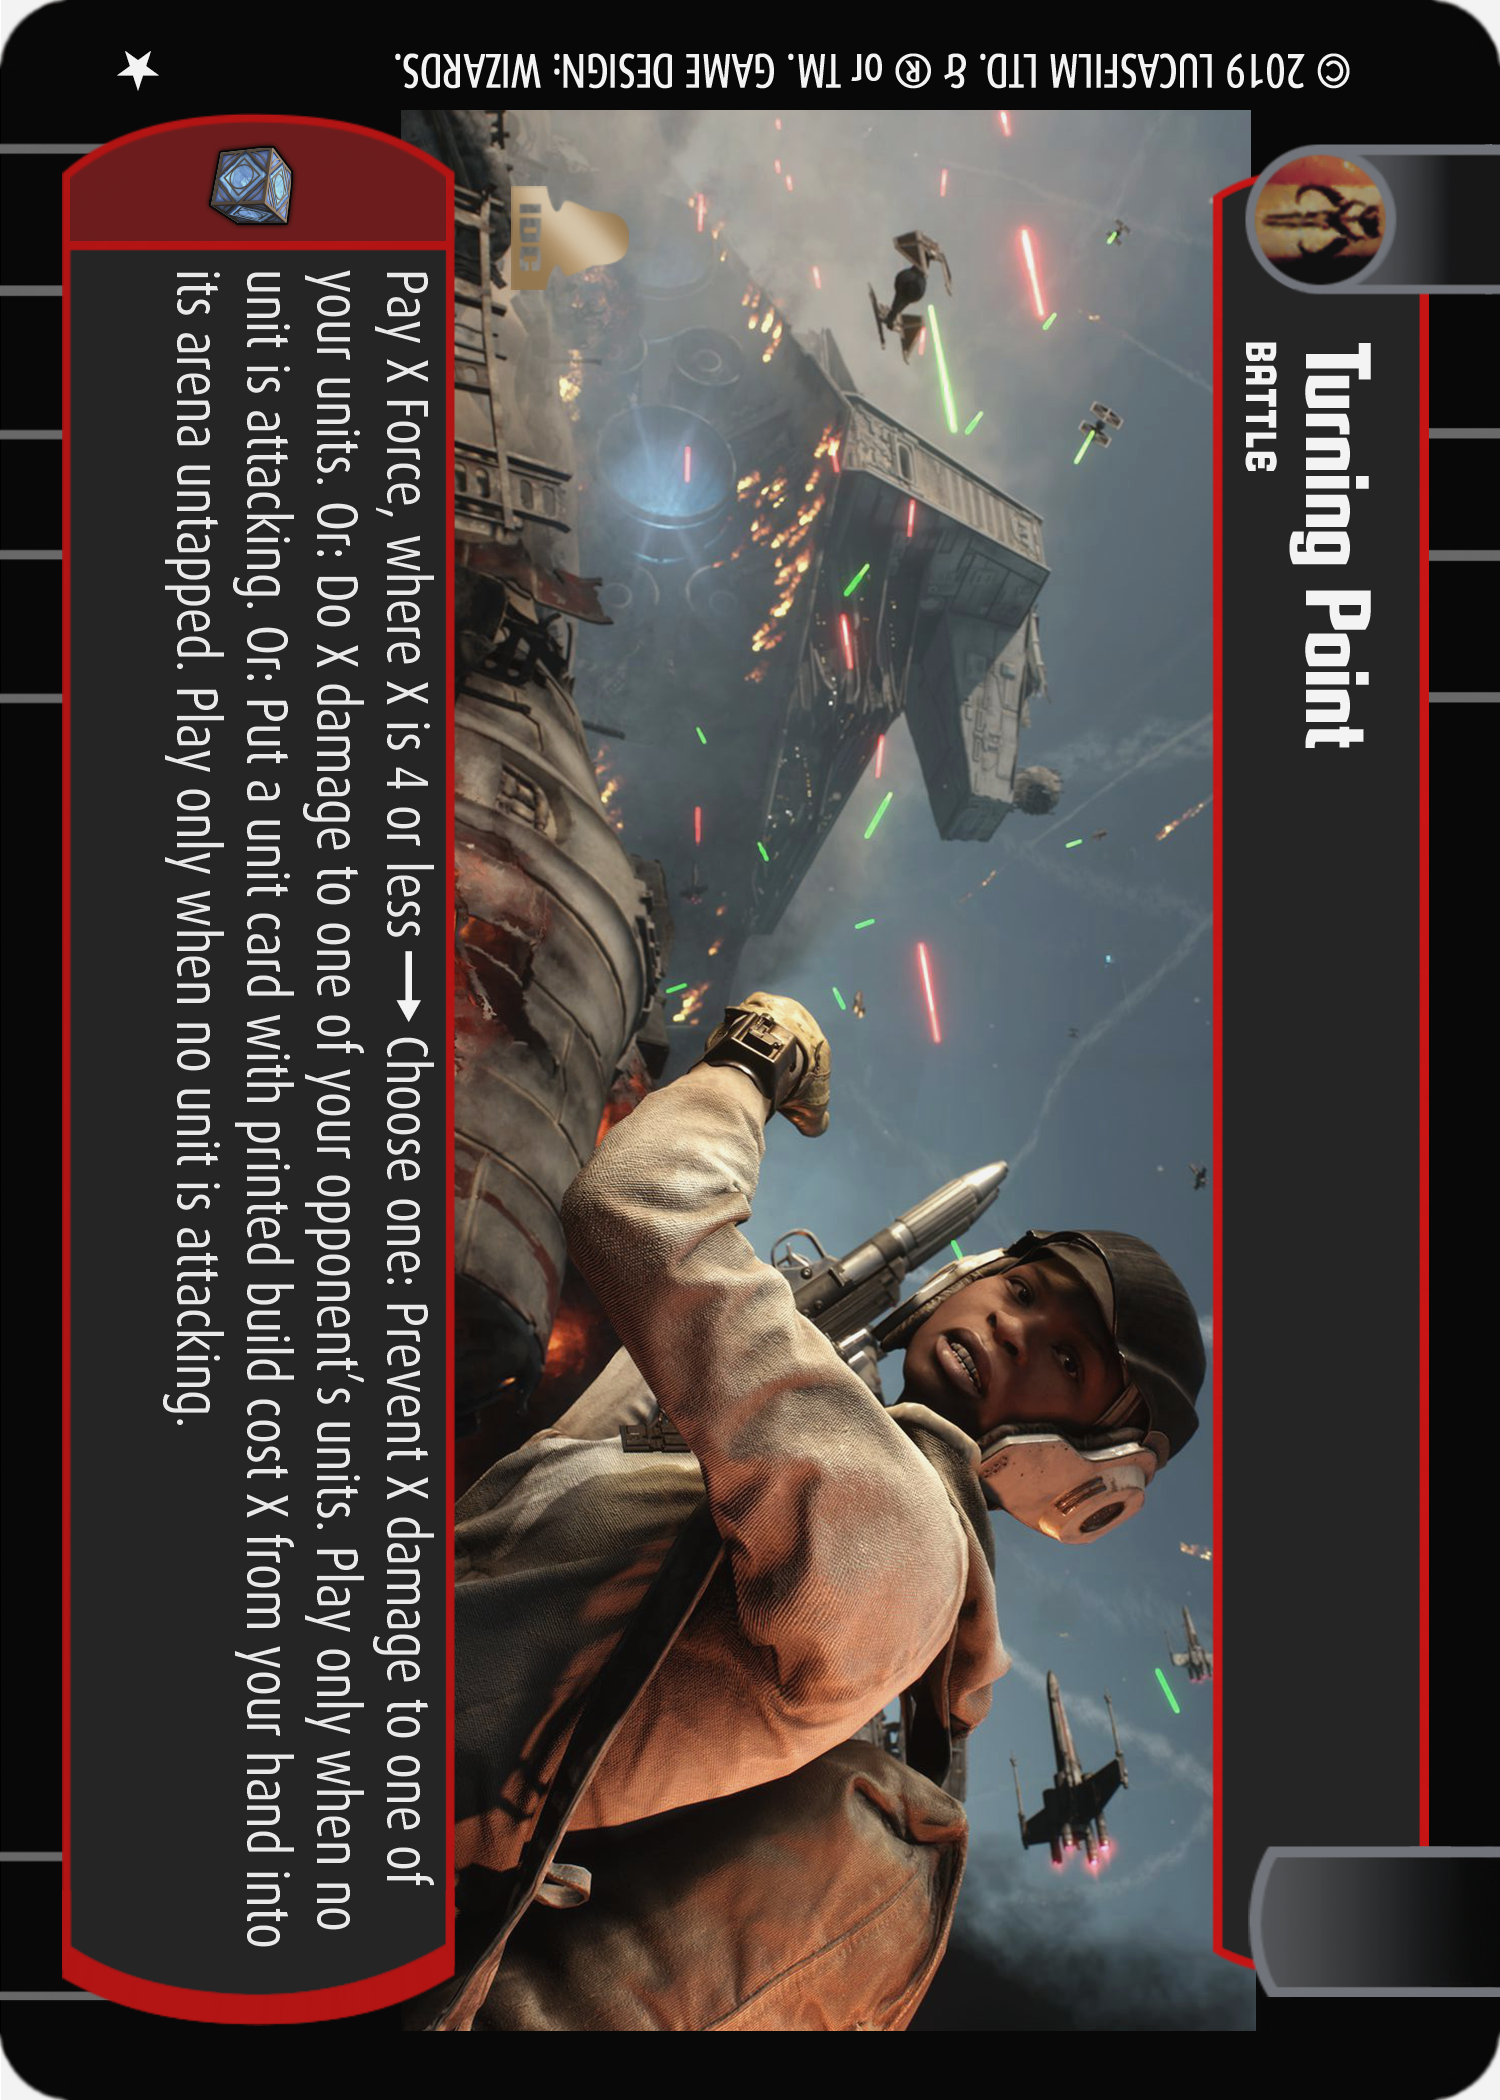 Turning Point
BATTLE
IDC
Pay X Force, where X is 4 or less → Choose one: Prevent X damage to one of
your units. Or: Do X damage to one of your opponent's units. Play only when no
unit is attacking. Or: Put a unit card with printed build cost X from your hand into
its arena untapped. Play only when no unit is attacking.
© 2019 LUCASFILM LTD. & ® or TM. GAME DESIGN: WIZARDS.